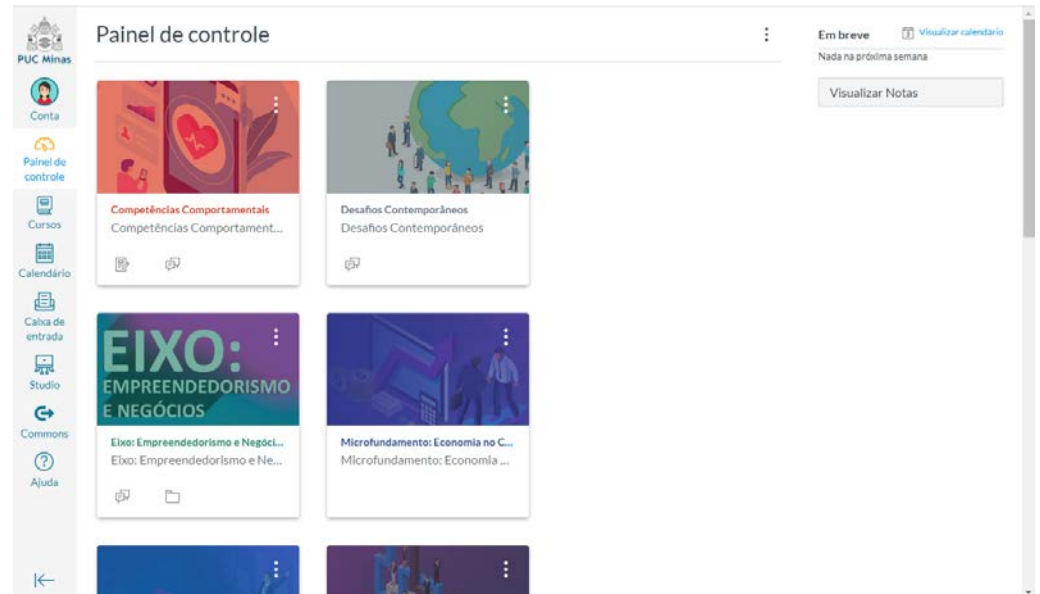 PUC Minas
Conta
Painel de
controle
Cursos
Calendário
Caixa de
entrada
Studio
Commons
Ajuda
Painel de controle
Competências Comportamentais
Competências Comportament...
Desafios Contemporâneos
Desafios Contemporâneos
EIXO:
EMPREENDEDORISMO
E NEGÓCIOS
Eixo: Empreendedorismo e Negóci...
Eixo: Empreendedorismo e Ne...
Microfundamento: Economia no C...
Microfundamento: Economia ...
Em breve
Visualizar calendário
Nada na próxima semana
Visualizar Notas